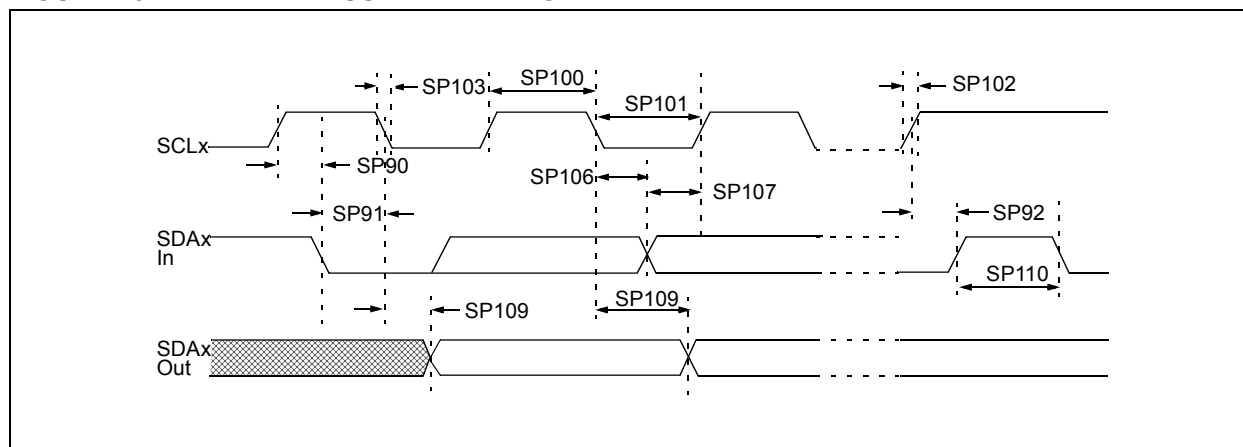 SP103
SP100
SP102
SP101
SCLx
SP90
SP106
SP107
SP91
SP92
SDAx
In
SP110
SP109
SP109
SDAx
Out